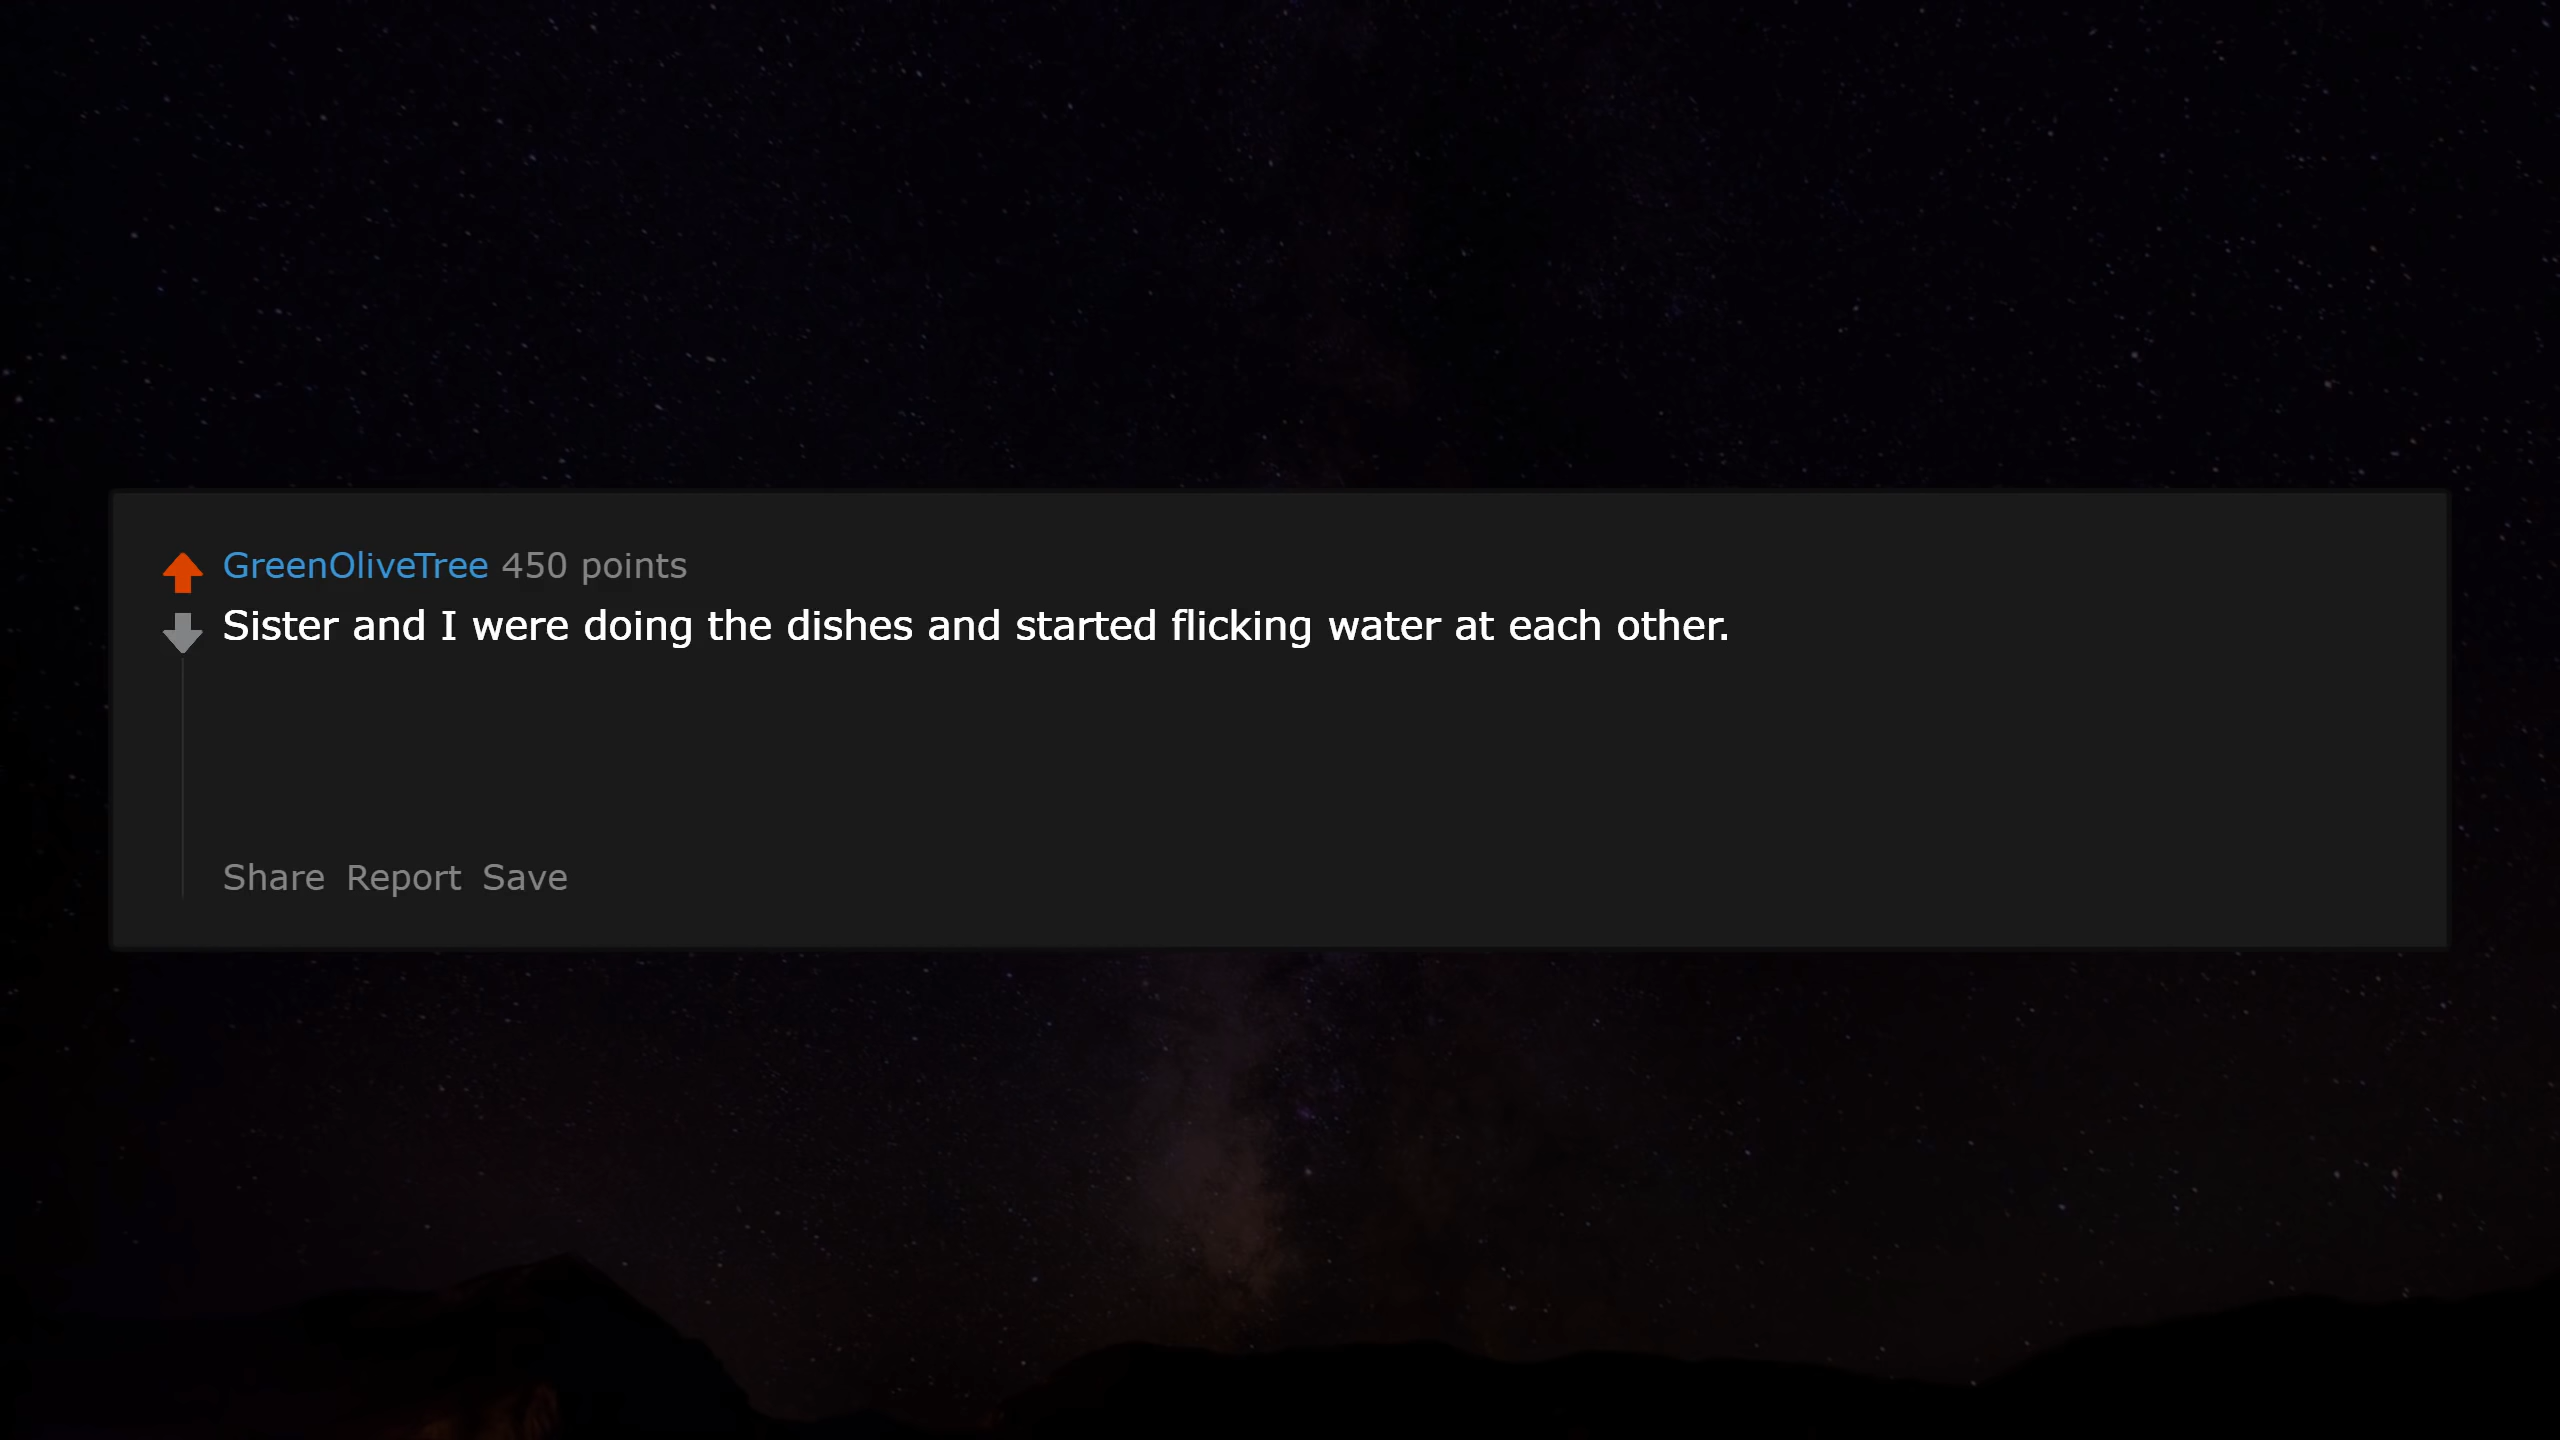 GreenOliveTree 450 points
Sister and I were doing the dishes and started flicking water at each other.
Share Report Save